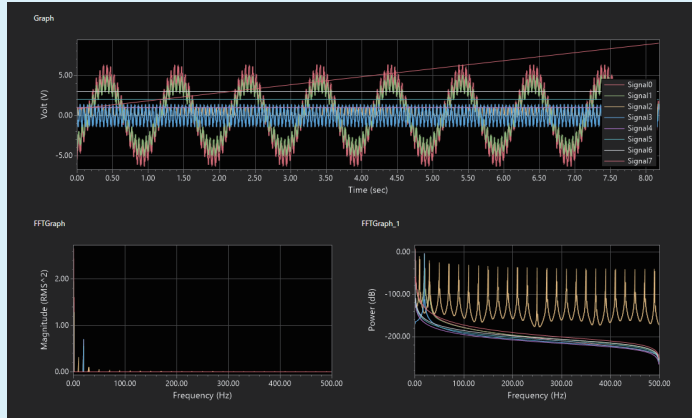 Graph
Volt (V)
5.00
0.00
-5.00
0.00 0.50 1.00 1.50 2.00 2.50 3.00 3.50 4.00 4.50 5.00 5.50 6.00 6.50 7.00 7.50 8.00
Time (sec)
Signal0
Signal1
Signal2
Signal3
Signal4
Signal5
Signal6
Signal7
FFTGraph
Magnitude (RMS^2)
2.00
1.00
0.00
0.00 100.00 200.00 300.00 400.00 500.00
Frequency (Hz)
FFTGraph_1
Power (dB)
0.00
-100.00
-200.00
0.00 100.00 200.00 300.00 400.00 500.00
Frequency (Hz)